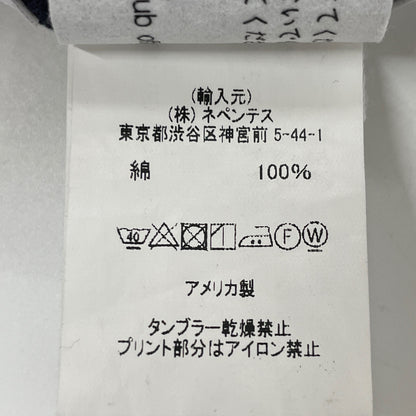 (輸入元)
(株) ネペンテス
東京都渋谷区神宮前 5-44-1
綿 100%
40 F W
アメリカ製
タンブラー乾燥禁止
プリント部分はアイロン禁止